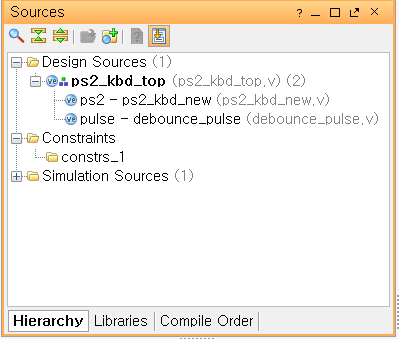 Sources
Design Sources (1)
ps2_kbd_top (ps2_kbd_top.v) (2)
ps2 - ps2_kbd_new (ps2_kbd_new.v)
pulse - debounce_pulse (debounce_pulse.v)
Constraints
constrs_1
Simulation Sources (1)
Hierarchy Libraries Compile Order